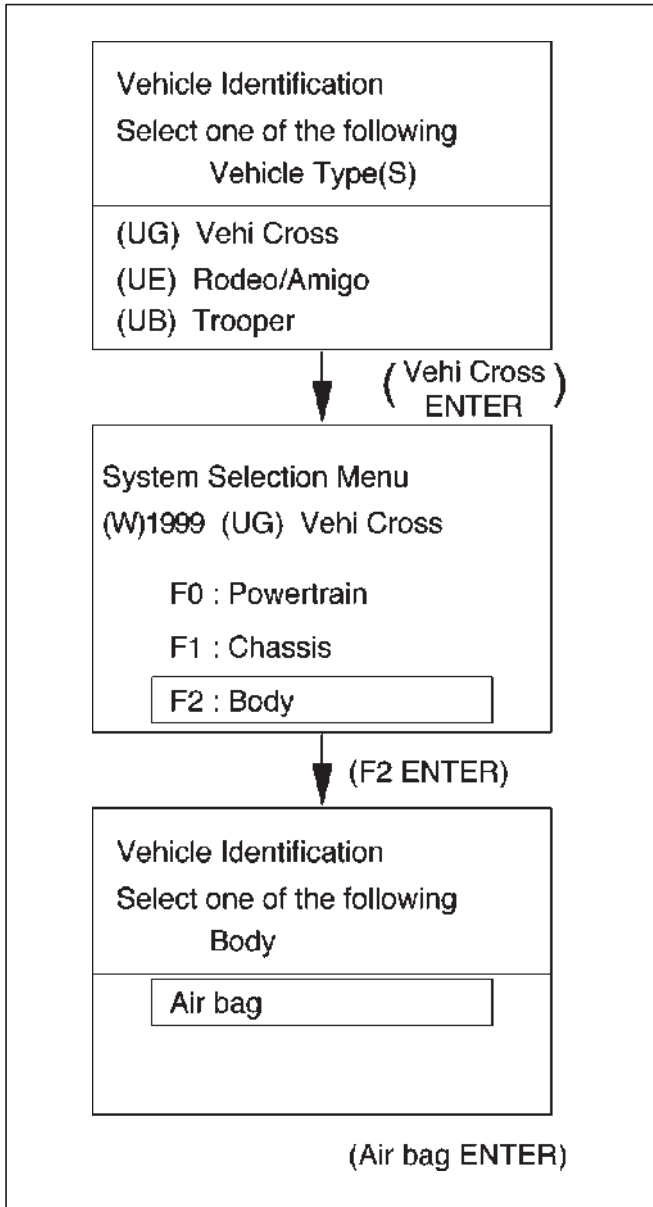 Vehicle Identification
Select one of the following
Vehicle Type(S)
(UG) Vehi Cross
(UE) Rodeo/Amigo
(UB) Trooper
(Vehi Cross
ENTER)
System Selection Menu
(W)1999 (UG) Vehi Cross
F0 : Powertrain
F1 : Chassis
F2 : Body
(F2 ENTER)
Vehicle Identification
Select one of the following
Body
Air bag
(Air bag ENTER)